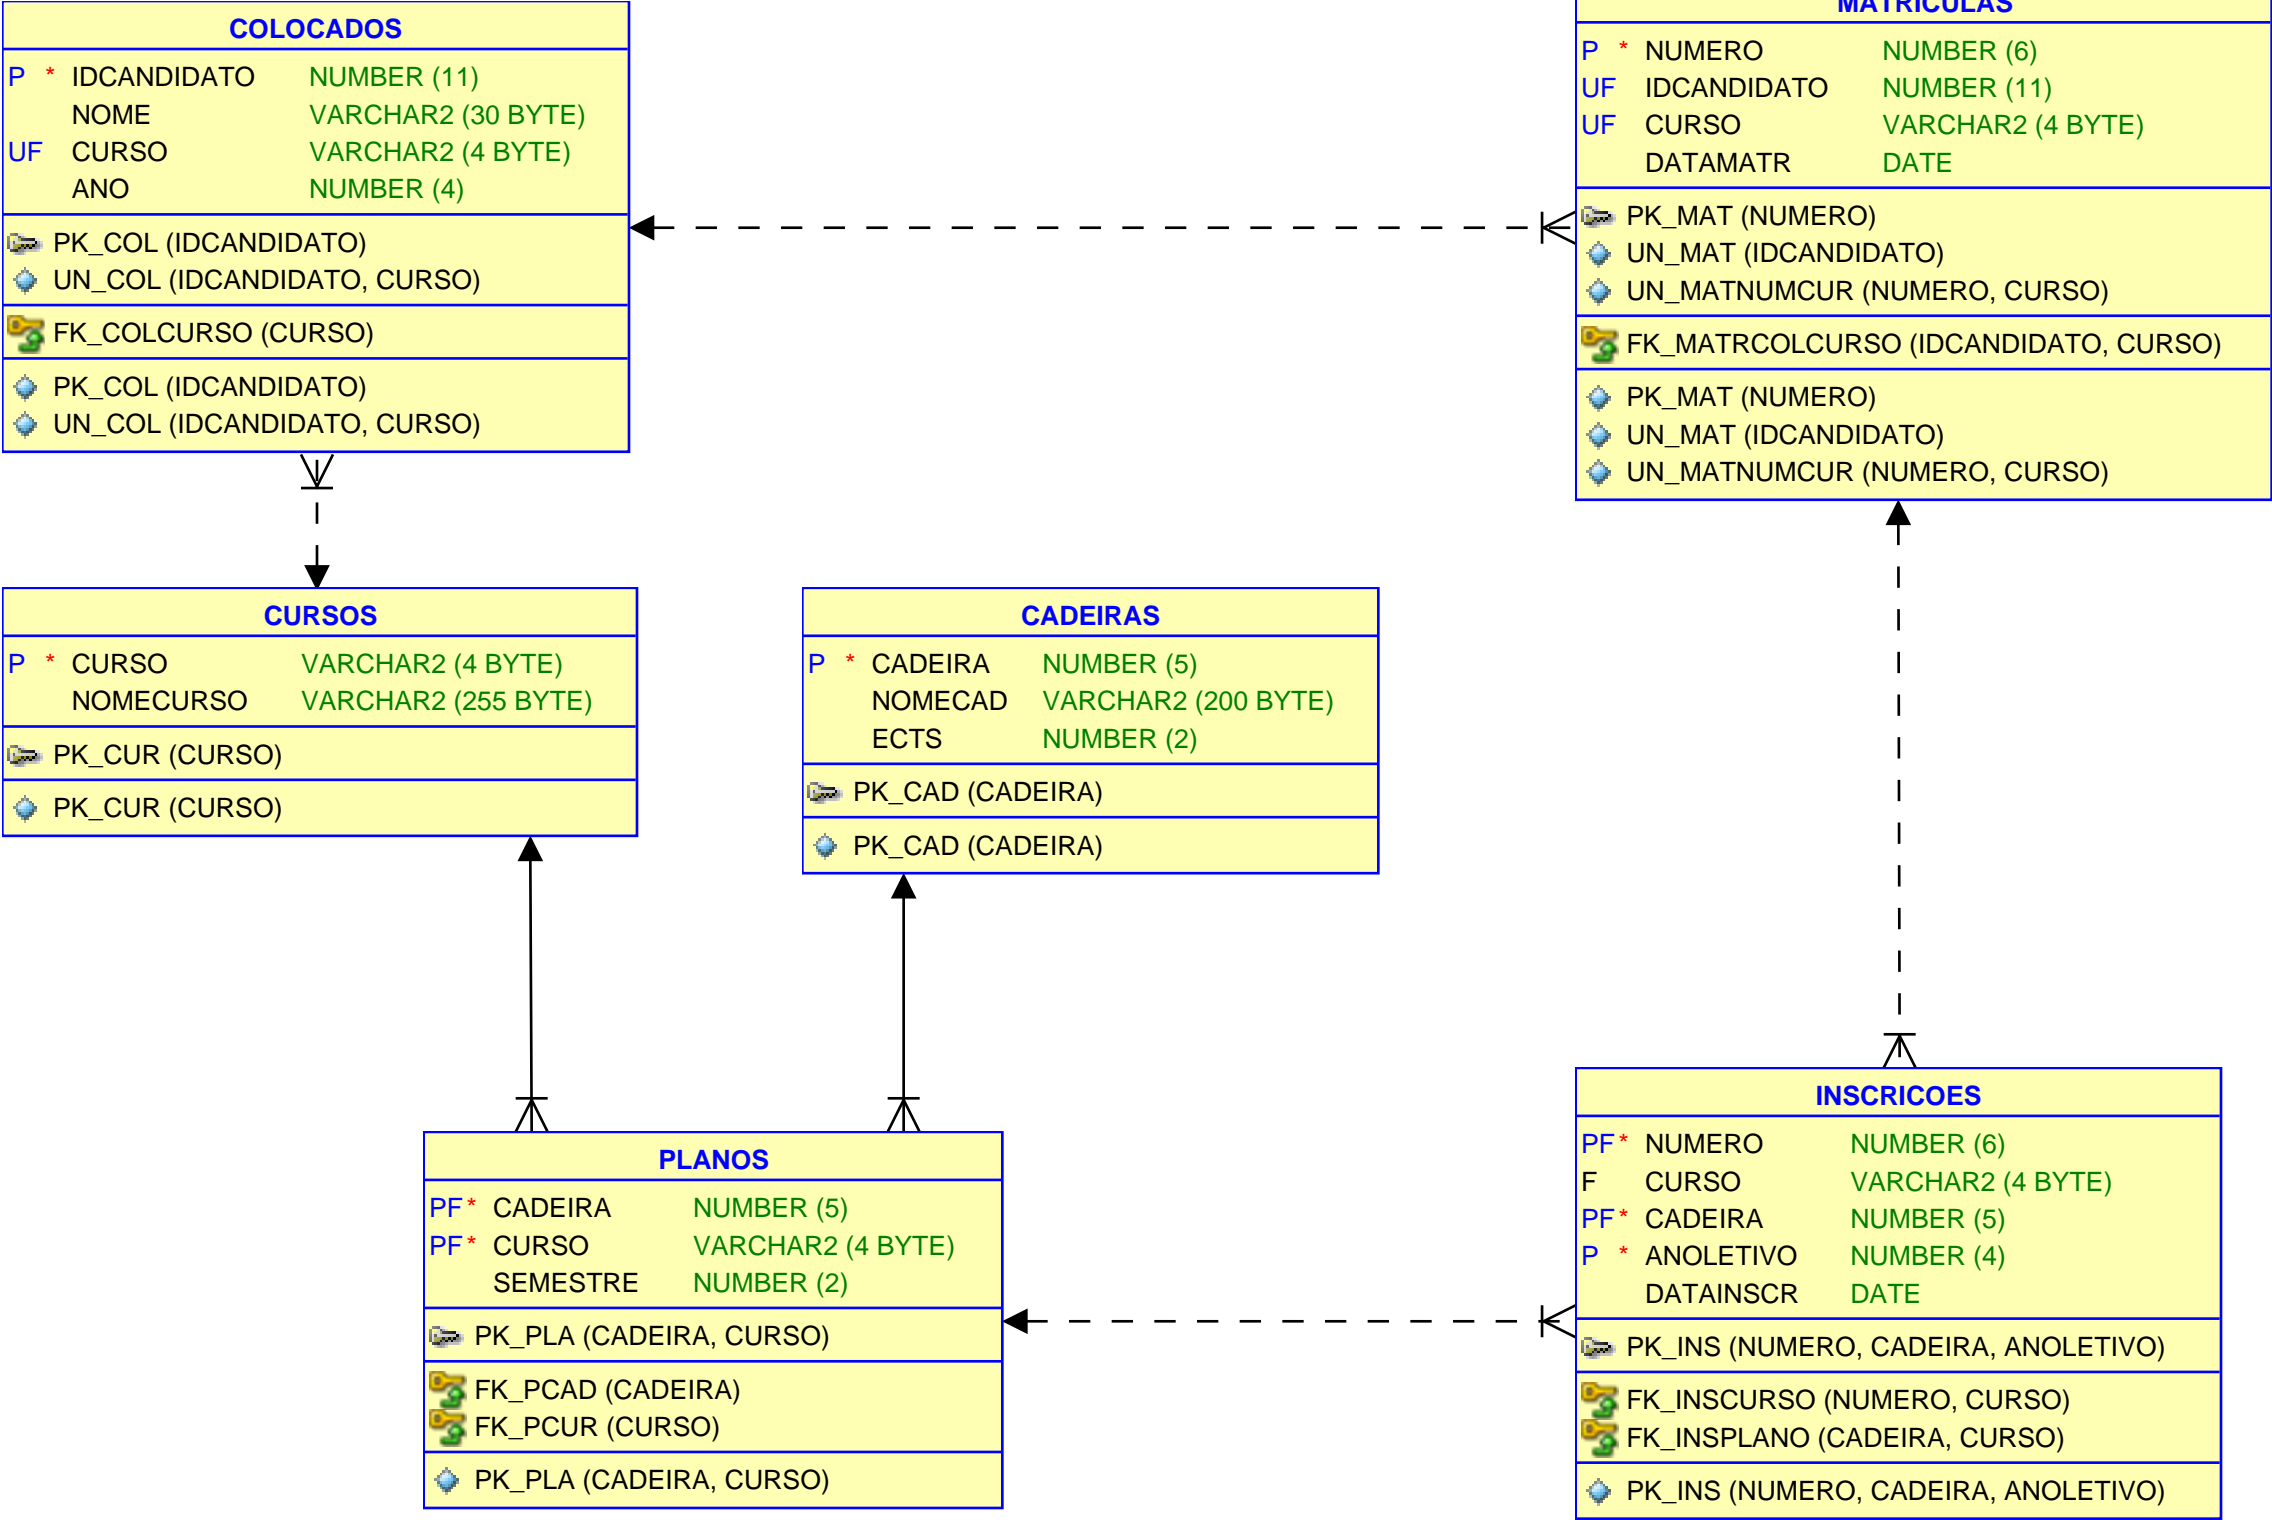 COLOCADOS
P * IDCANDIDATO NUMBER (11)
NOME VARCHAR2 (30 BYTE)
UF CURSO VARCHAR2 (4 BYTE)
ANO NUMBER (4)
PK_COL (IDCANDIDATO)
UN_COL (IDCANDIDATO, CURSO)
FK_COLCURSO (CURSO)
PK_COL (IDCANDIDATO)
UN_COL (IDCANDIDATO, CURSO)
MATRICULAS
P * NUMERO NUMBER (6)
UF IDCANDIDATO NUMBER (11)
UF CURSO VARCHAR2 (4 BYTE)
DATAMATR DATE
PK_MAT (NUMERO)
UN_MAT (IDCANDIDATO)
UN_MATNUMCUR (NUMERO, CURSO)
FK_MATRCOLCURSO (IDCANDIDATO, CURSO)
PK_MAT (NUMERO)
UN_MAT (IDCANDIDATO)
UN_MATNUMCUR (NUMERO, CURSO)
CURSOS
P * CURSO VARCHAR2 (4 BYTE)
NOMECURSO VARCHAR2 (255 BYTE)
PK_CUR (CURSO)
PK_CUR (CURSO)
CADEIRAS
P * CADEIRA NUMBER (5)
NOMECAD VARCHAR2 (200 BYTE)
ECTS NUMBER (2)
PK_CAD (CADEIRA)
PK_CAD (CADEIRA)
PLANOS
PF* CADEIRA NUMBER (5)
PF* CURSO VARCHAR2 (4 BYTE)
SEMESTRE NUMBER (2)
PK_PLA (CADEIRA, CURSO)
FK_PCAD (CADEIRA)
FK_PCUR (CURSO)
PK_PLA (CADEIRA, CURSO)
INSCRICOES
PF* NUMERO NUMBER (6)
F CURSO VARCHAR2 (4 BYTE)
PF* CADEIRA NUMBER (5)
P * ANOLETIVO NUMBER (4)
DATAINSCR DATE
PK_INS (NUMERO, CADEIRA, ANOLETIVO)
FK_INSCURSO (NUMERO, CURSO)
FK_INSPLANO (CADEIRA, CURSO)
PK_INS (NUMERO, CADEIRA, ANOLETIVO)